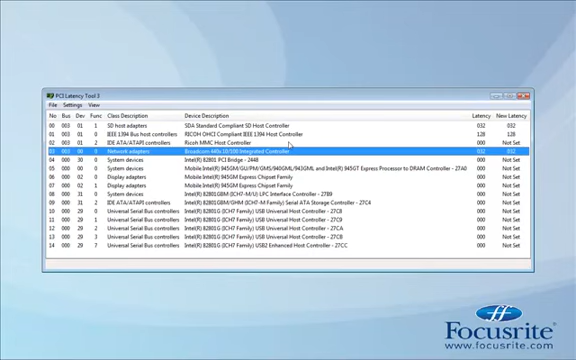 PCI Latency Tool 3
File Settings View
No Bus Dev Func Class Description Device Description Latency New Latency
00 003 01 1 SD host adapters SDA Standard Compliant SD Host Controller 032 032
01 003 01 0 IEEE 1394 Bus host controllers RICOH OHCI Compliant IEEE 1394 Host Controller 128 128
02 003 01 2 IDE ATA/ATAPI controllers Ricoh MMC Host Controller 000 Not Set
03 003 00 0 Network adapters Broadcom 440x 10/100 Integrated Controller 032 032
04 000 30 0 System devices Intel(R) 82801 PCI Bridge - 2448 000 Not Set
05 000 00 0 System devices Mobile Intel(R) 945GM/GU/PM/GMS/940GML/943GML and Intel(R) 945GT Express Processor to DRAM Controller - 27A0 000 Not Set
06 000 02 0 Display adapters Mobile Intel(R) 945GM Express Chipset Family 000 Not Set
07 000 02 1 Display adapters Mobile Intel(R) 945GM Express Chipset Family 000 Not Set
08 000 31 0 System devices Intel(R) 82801GBM (ICH7-M/U) LPC Interface Controller - 27B9 000 Not Set
09 000 31 2 IDE ATA/ATAPI controllers Intel(R) 82801GBM/GHM (ICH7-M Family) Serial ATA Storage Controller - 27C4 000 Not Set
10 000 29 0 Universal Serial Bus controllers Intel(R) 82801G (ICH7 Family) USB Universal Host Controller - 27C8 000 Not Set
11 000 29 1 Universal Serial Bus controllers Intel(R) 82801G (ICH7 Family) USB Universal Host Controller - 27C9 000 Not Set
12 000 29 2 Universal Serial Bus controllers Intel(R) 82801G (ICH7 Family) USB Universal Host Controller - 27CA 000 Not Set
13 000 29 3 Universal Serial Bus controllers Intel(R) 82801G (ICH7 Family) USB Universal Host Controller - 27CB 000 Not Set
14 000 29 7 Universal Serial Bus controllers Intel(R) 82801G (ICH7 Family) USB2 Enhanced Host Controller - 27CC 000 Not Set
Focusrite
www.focusrite.com